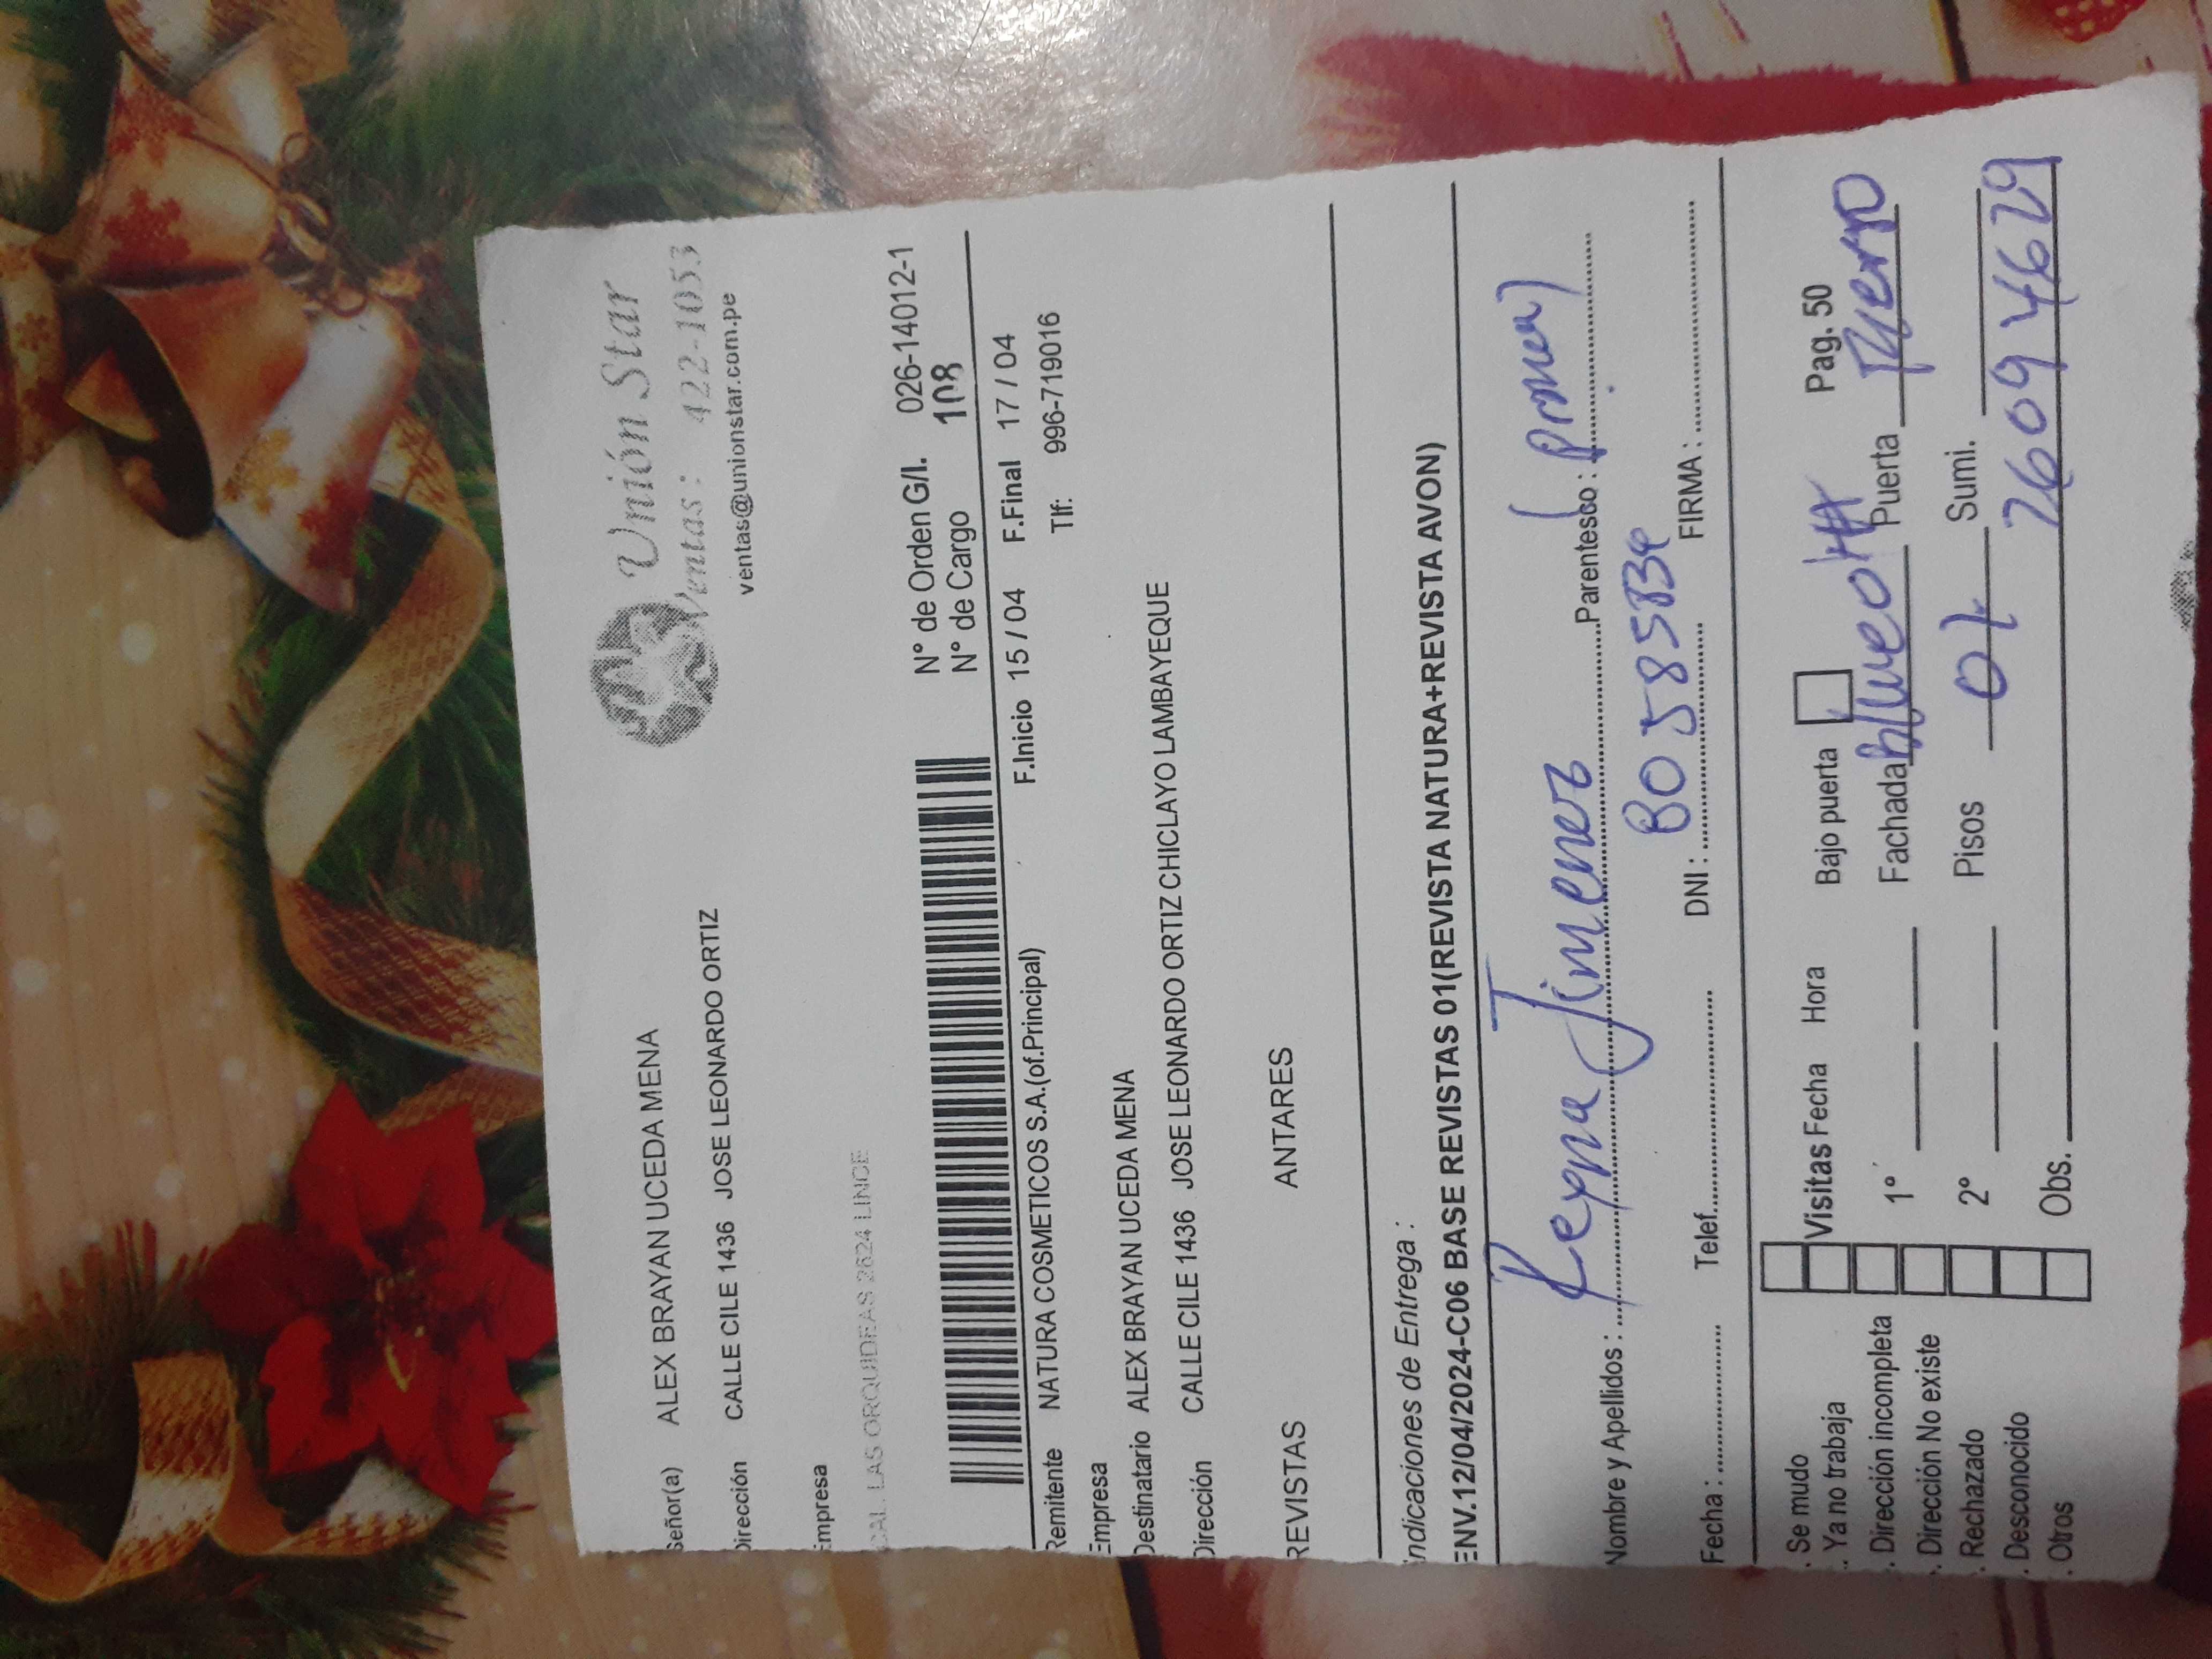 Unión Star
Ventas: 422-1053
ventas@unionstar.com.pe
Señor(a) ALEX BRAYAN UCEDA MENA
Dirección CALLE CILE 1436 JOSE LEONARDO ORTIZ
Empresa
CAL. LAS ORQUIDEAS 2624 LINCE
N° de Orden G/I. 026-14012-1
N° de Cargo 108
F.Inicio 15 / 04 F.Final 17 / 04
Remitente NATURA COSMETICOS S.A.(of.Principal) Tlf: 996-719016
Empresa
Destinatario ALEX BRAYAN UCEDA MENA
Dirección CALLE CILE 1436 JOSE LEONARDO ORTIZ CHICLAYO LAMBAYEQUE
REVISTAS ANTARES
Indicaciones de Entrega :
ENV.12/04/2024-C06 BASE REVISTAS 01(REVISTA NATURA+REVISTA AVON)
Nombre y Apellidos : Reyna Jimenez Parentesco : (prima)
Fecha : Telef. DNI : FIRMA :
. Se mudo
. Ya no trabaja Visitas Fecha Hora Bajo puerta Pag. 50
. Dirección incompleta 1° Fachada Puerta Fierro
. Dirección No existe
. Rechazado 2° Pisos 01 Sumi.
. Desconocido 26094629
. Otros Obs.